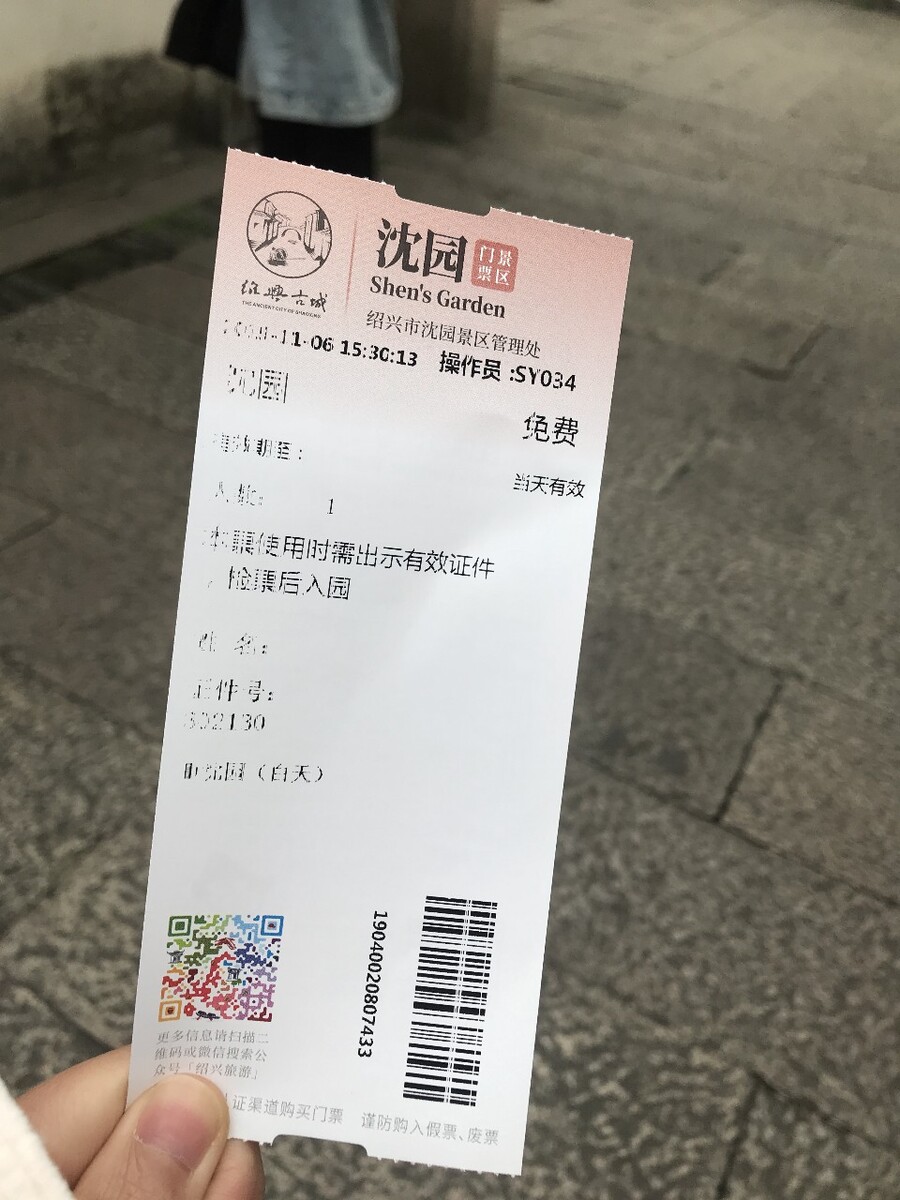 绍兴古城
THE ANCIENT CITY OF SHAOXING
沈园
景区门票
Shen's Garden
绍兴市沈园景区管理处
11-06 15:30:13 操作员 :SY034
沈园
免费
有效期至：
当天有效
人数： 1
本票使用时需出示有效证件
，检票后入园
姓 名：
证件号：
302130
沈园（白天）
19040020807433
更多信息请扫描二
维码或微信搜索公
众号「绍兴旅游」
证渠道购买门票 谨防购入假票、废票